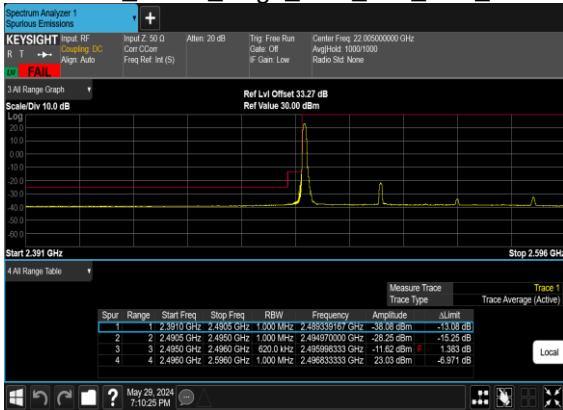 Spectrum Analyzer 1
Spurious Emissions
KEYSIGHT
R T
Input: RF
Coupling: DC
Align: Auto
Input Z: 50 Ω
Corr CCorr
Freq Ref: Int (S)
Atten: 20 dB
Trig: Free Run
Gate: Off
IF Gain: Low
Center Freq: 22.005000000 GHz
Avg|Hold: 1000/1000
Radio Std: None
FAIL
3 All Range Graph
Scale/Div 10.0 dB
Ref Lvl Offset 33.27 dB
Ref Value 30.00 dBm
Log
20.0
10.0
0.00
-10.0
-20.0
-30.0
-40.0
-50.0
-60.0
Start 2.391 GHz
Stop 2.596 GHz
4 All Range Table
Measure Trace Trace 1
Trace Type Trace Average (Active)
Spur Range Start Freq Stop Freq RBW Frequency Amplitude ΔLimit
1 1 2.3910 GHz 2.4905 GHz 1.000 MHz 2.489339167 GHz -38.08 dBm -13.08 dB
2 2 2.4905 GHz 2.4950 GHz 1.000 MHz 2.494970000 GHz -28.25 dBm -15.25 dB
3 3 2.4950 GHz 2.4960 GHz 620.0 kHz 2.495998333 GHz -11.62 dBm F 1.383 dB
4 4 2.4960 GHz 2.5960 GHz 1.000 MHz 2.496833333 GHz 23.03 dBm -6.971 dB
Local
May 29, 2024
7:10:25 PM